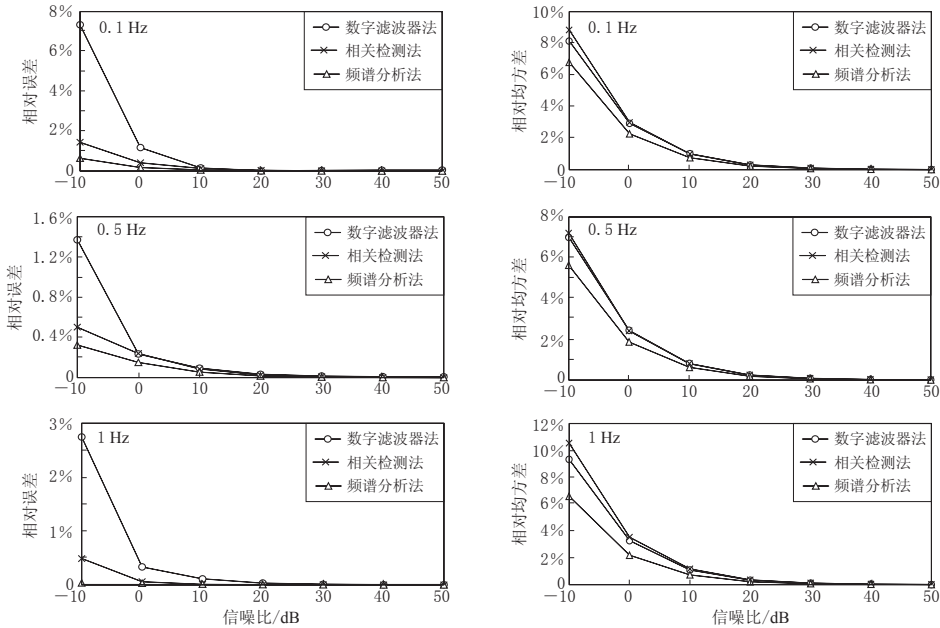 8%
6%
4%
2%
0
相对误差
0.1 Hz
数字滤波器法
相关检测法
频谱分析法
−10 0 10 20 30 40 50
10%
8%
6%
4%
2%
0
相对均方差
0.1 Hz
数字滤波器法
相关检测法
频谱分析法
−10 0 10 20 30 40 50
1.6%
1.2%
0.8%
0.4%
0
相对误差
0.5 Hz
数字滤波器法
相关检测法
频谱分析法
−10 0 10 20 30 40 50
8%
6%
4%
2%
0
相对均方差
0.5 Hz
数字滤波器法
相关检测法
频谱分析法
−10 0 10 20 30 40 50
3%
2%
1%
0
相对误差
1 Hz
数字滤波器法
相关检测法
频谱分析法
−10 0 10 20 30 40 50
信噪比/dB
12%
10%
8%
6%
4%
2%
0
相对均方差
1 Hz
数字滤波器法
相关检测法
频谱分析法
−10 0 10 20 30 40 50
信噪比/dB